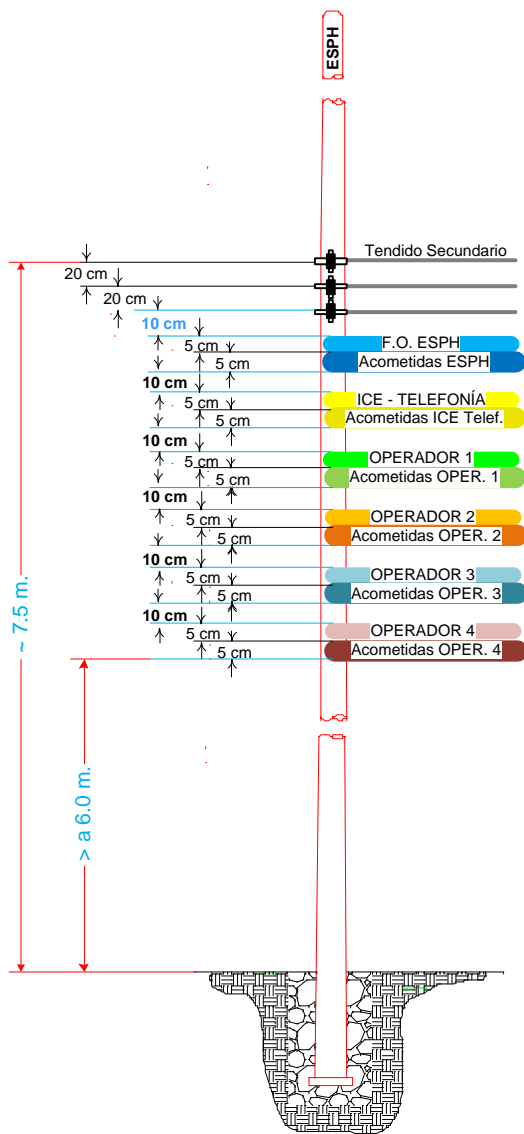 ESPH
Tendido Secundario
20 cm
20 cm
10 cm
F.O. ESPH
5 cm
5 cm
Acometidas ESPH
10 cm
ICE - TELEFONÍA
5 cm
5 cm
Acometidas ICE Telef.
10 cm
OPERADOR 1
5 cm
5 cm
Acometidas OPER. 1
10 cm
OPERADOR 2
5 cm
5 cm
Acometidas OPER. 2
10 cm
OPERADOR 3
5 cm
5 cm
Acometidas OPER. 3
10 cm
OPERADOR 4
5 cm
5 cm
Acometidas OPER. 4
~ 7.5 m.
> a 6.0 m.